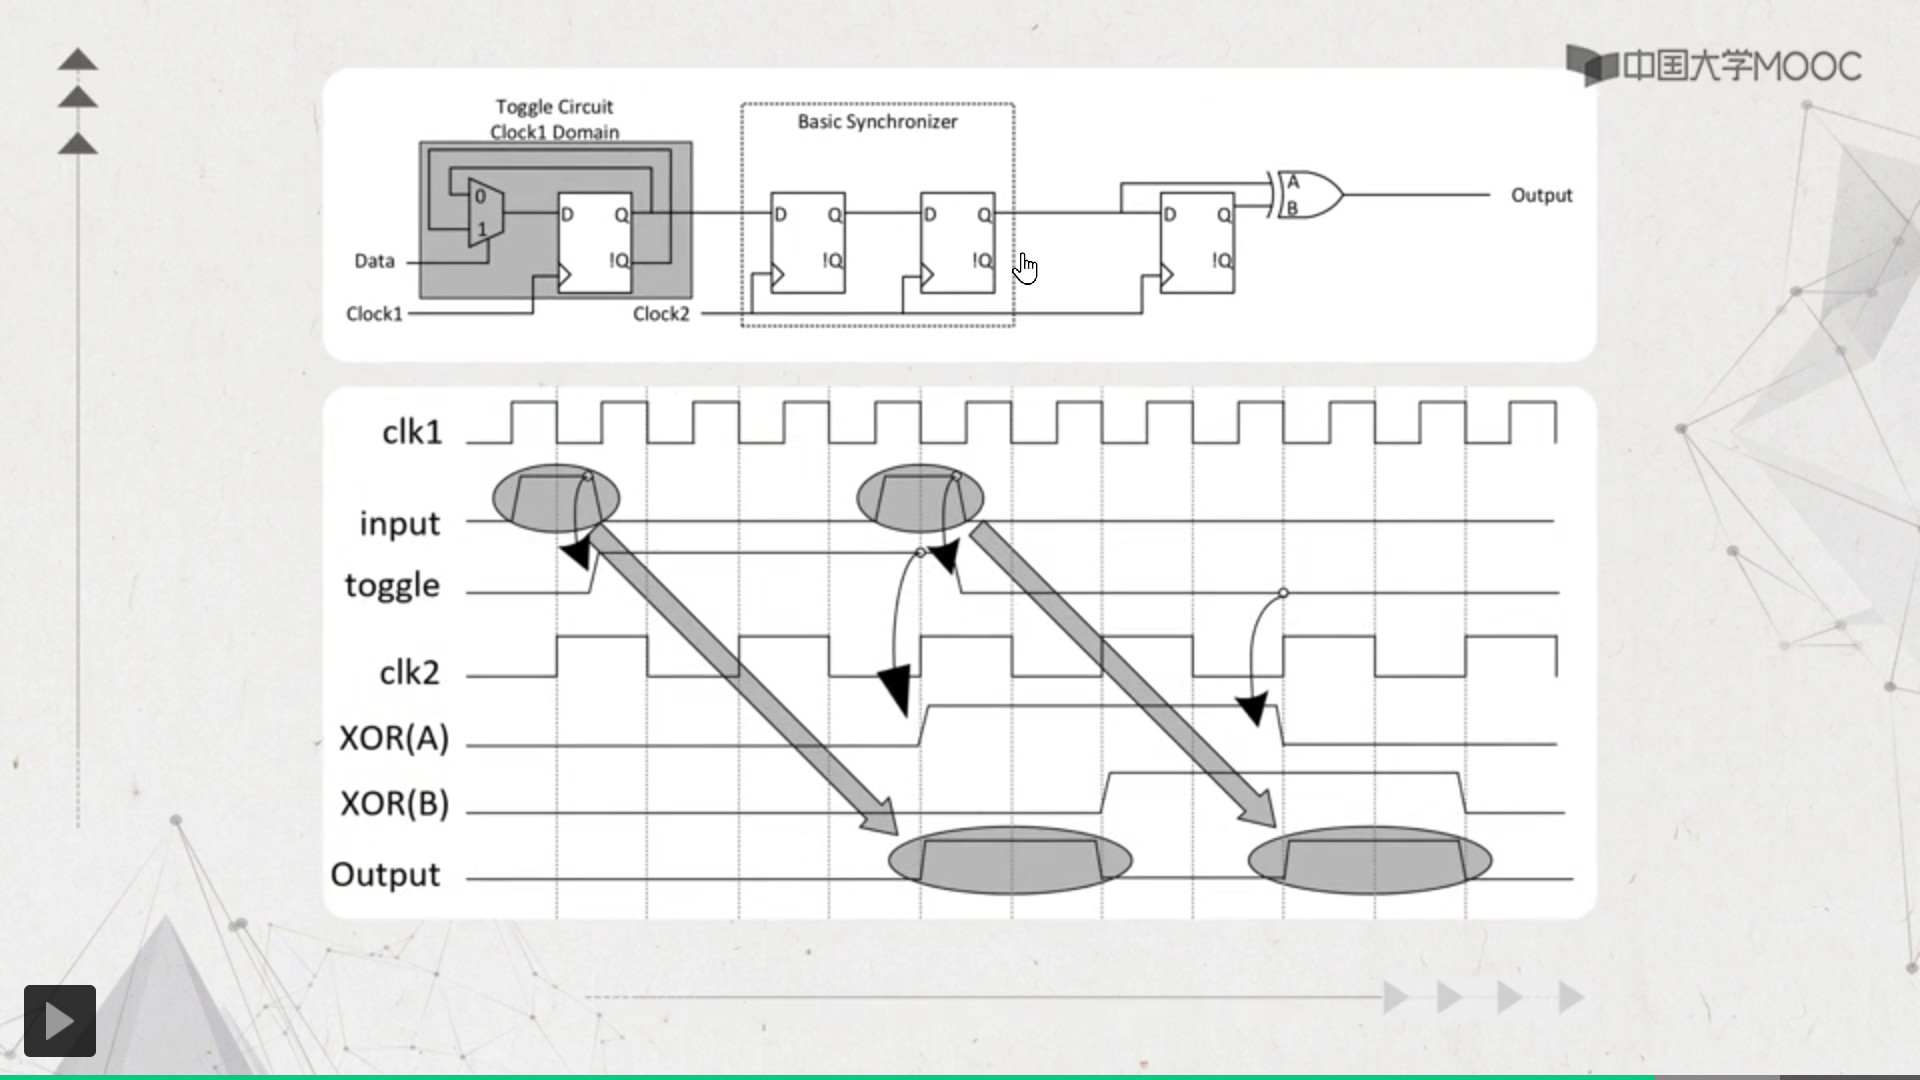 中国大学MOOC
Toggle Circuit
Clock1 Domain
Basic Synchronizer
0
1
D
Q
!Q
D
Q
!Q
D
Q
!Q
D
Q
!Q
A
B
Output
Data
Clock1
Clock2
clk1
input
toggle
clk2
XOR(A)
XOR(B)
Output